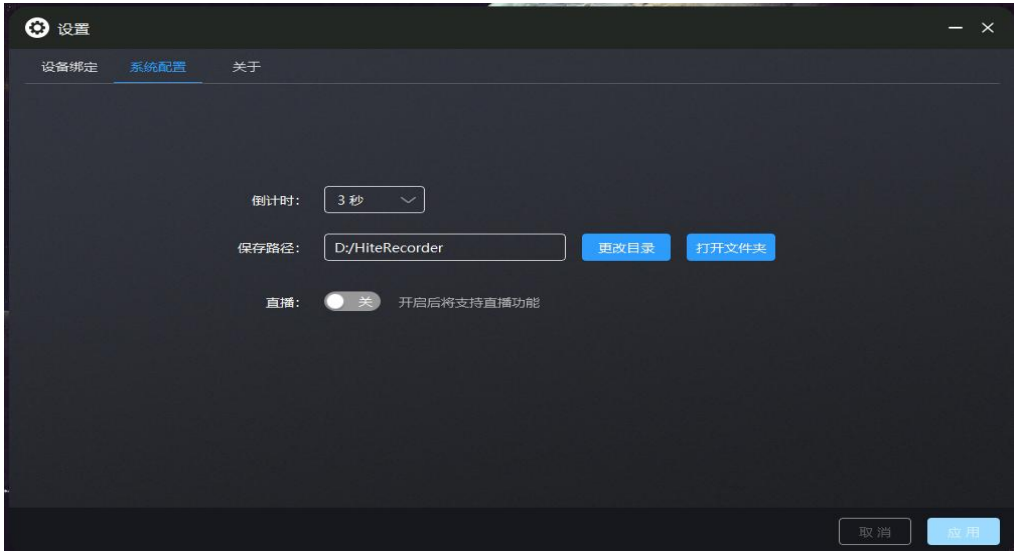 设置
设备绑定 系统配置 关于
倒计时： 3 秒
保存路径： D:/HiteRecorder 更改目录 打开文件夹
直播： 关 开启后将支持直播功能
取消 应用